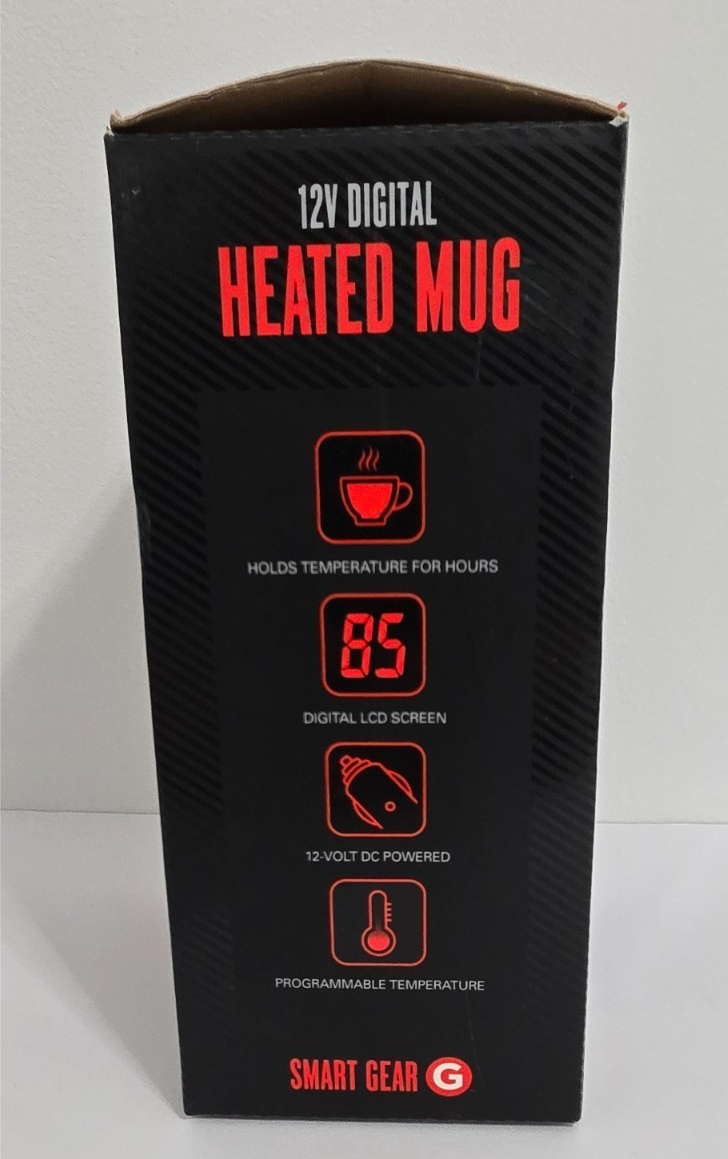 12V DIGITAL
HEATED MUG
HOLDS TEMPERATURE FOR HOURS
85
DIGITAL LCD SCREEN
12-VOLT DC POWERED
PROGRAMMABLE TEMPERATURE
SMART GEAR G